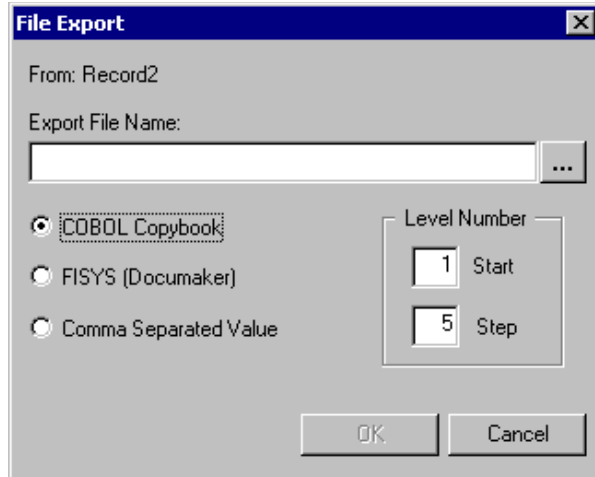 File Export
From: Record2
Export File Name:
...
COBOL Copybook
Level Number
1 Start
FISYS (Documaker)
5 Step
Comma Separated Value
OK Cancel